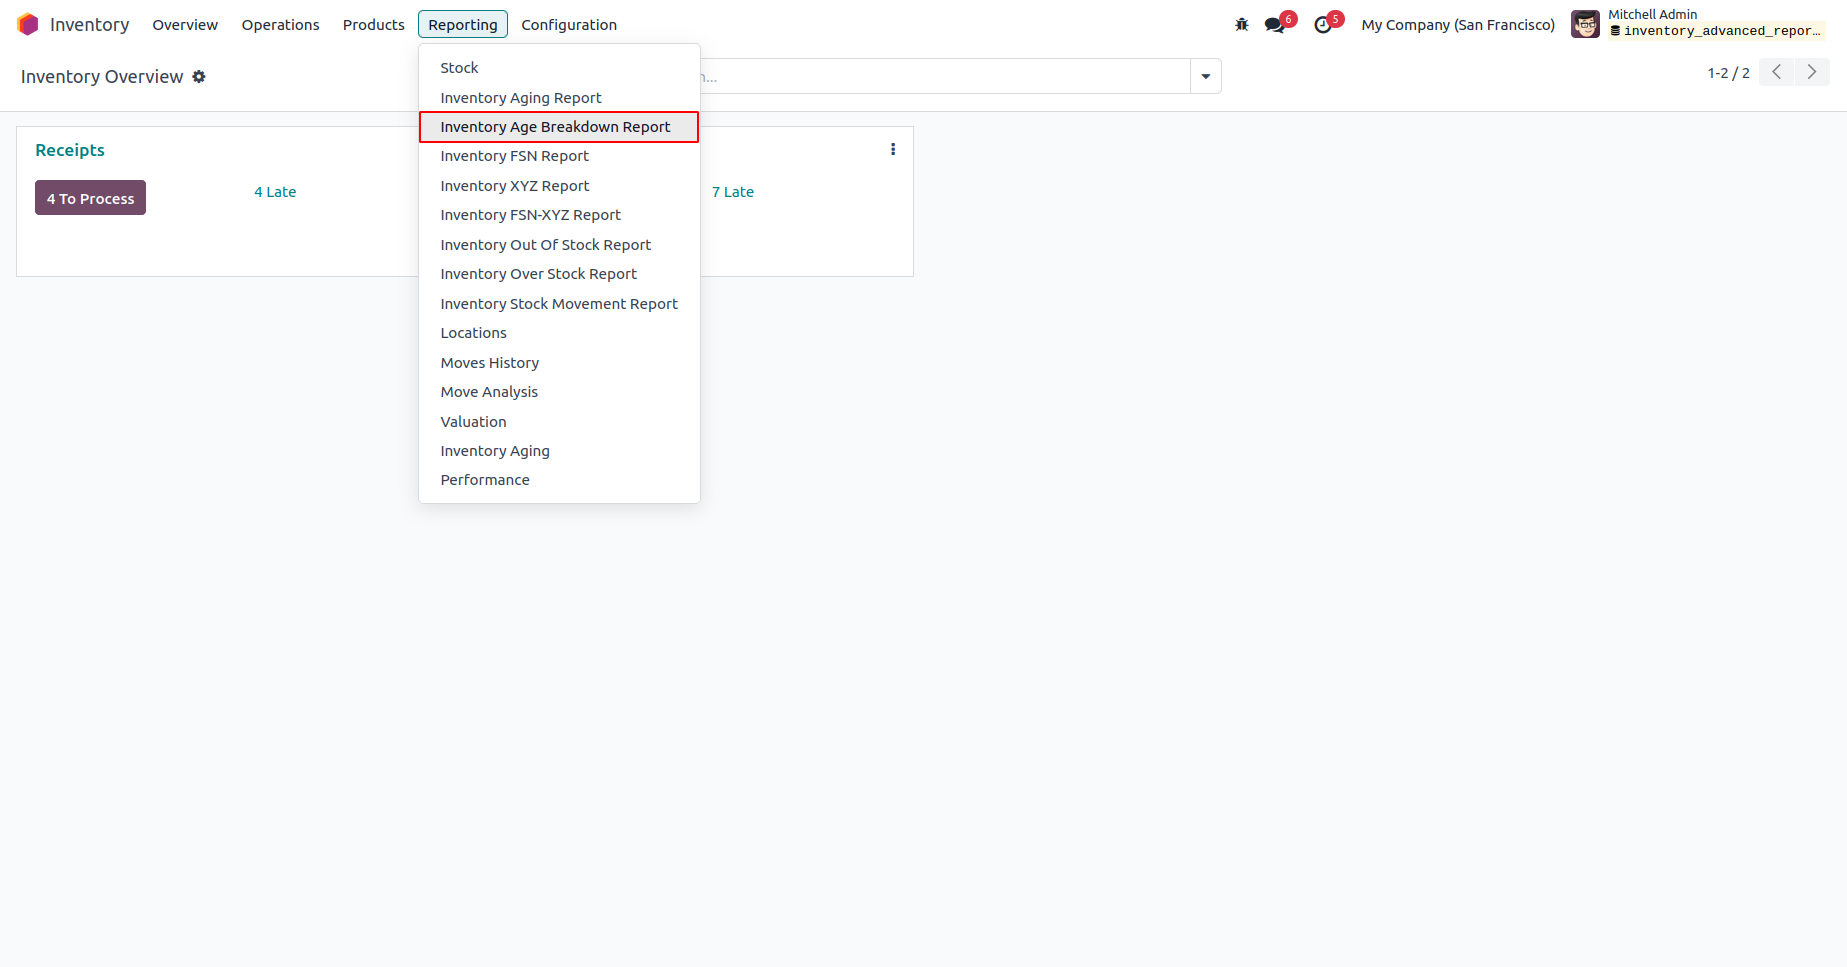 Inventory
Overview
Operations
Products
Reporting
Configuration
6
5
My Company (San Francisco)
Mitchell Admin
inventory_advanced_repor...
Inventory Overview
...
1-2 / 2
Stock
Inventory Aging Report
Inventory Age Breakdown Report
Inventory FSN Report
Inventory XYZ Report
Inventory FSN-XYZ Report
Inventory Out Of Stock Report
Inventory Over Stock Report
Inventory Stock Movement Report
Locations
Moves History
Move Analysis
Valuation
Inventory Aging
Performance
Receipts
4 To Process
4 Late
7 Late